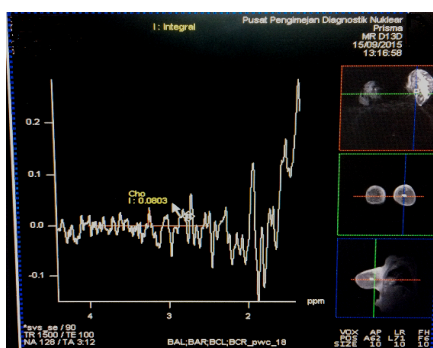 I : Integral
Pusat Pengimejan Diagnostik Nuklear
Prisma
MR D13D
15/09/2015
13:16:58
0.2
0.1
Cho
I : 0.0803
0.0
-0.1
4
3
2
ppm
*svs_se / 90
TR 1500 / TE 100
NA 128 / TA 3:12
BAL;BAR;BCL;BCR_pwc_18
VOX AP LR FH
POS A62 L71 F6
SIZE 10 10 10